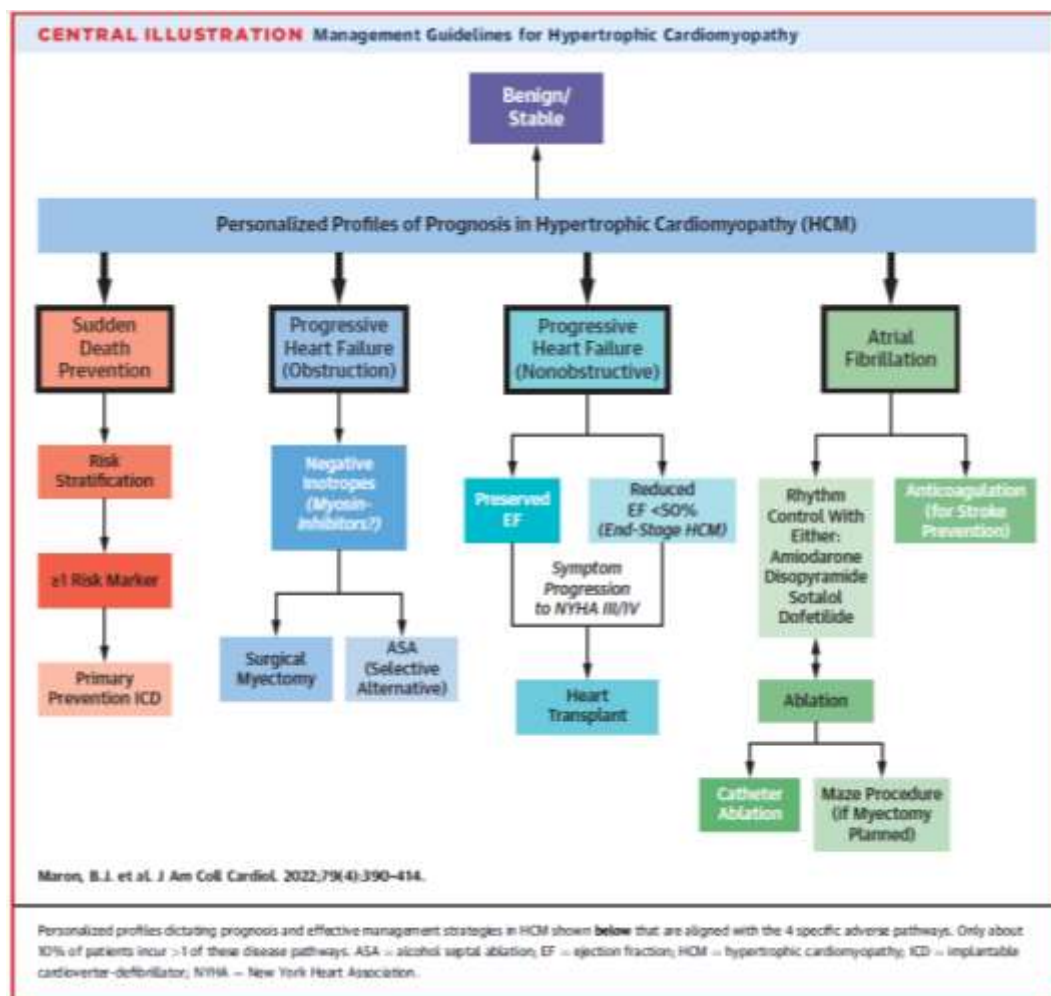 CENTRAL ILLUSTRATION Management Guidelines for Hypertrophic Cardiomyopathy
Benign/
Stable
Personalized Profiles of Prognosis in Hypertrophic Cardiomyopathy (HCM)
Sudden
Death
Prevention
Risk
Stratification
≥1 Risk Marker
Primary
Prevention ICD
Progressive
Heart Failure
(Obstruction)
Negative
Inotropes
(Myosin-
Inhibitors?)
Surgical
Myectomy
ASA
(Selective
Alternative)
Progressive
Heart Failure
(Nonobstructive)
Preserved
EF
Reduced
EF <50%
(End-Stage HCM)
Symptom
Progression
to NYHA III/IV
Heart
Transplant
Atrial
Fibrillation
Rhythm
Control With
Either:
Amiodarone
Disopyramide
Sotalol
Dofetilide
Anticoagulation
(for Stroke
Prevention)
Ablation
Catheter
Ablation
Maze Procedure
(if Myectomy
Planned)
Maron, B.J. et al. J Am Coll Cardiol. 2022;79(4):390–414.
Personalized profiles dictating prognosis and effective management strategies in HCM shown below that are aligned with the 4 specific adverse pathways. Only about
10% of patients incur >1 of these disease pathways. ASA = alcohol septal ablation; EF = ejection fraction; HCM = hypertrophic cardiomyopathy; ICD = implantable
cardioverter-defibrillator; NYHA = New York Heart Association.